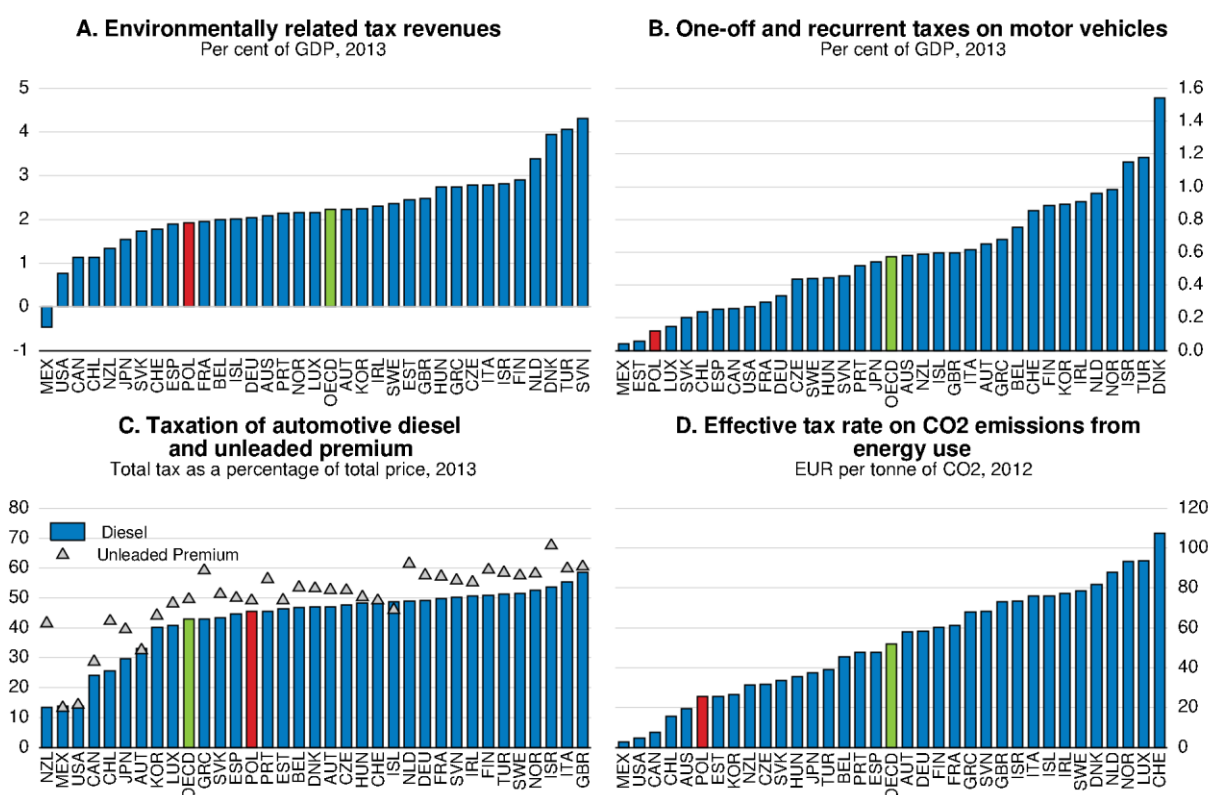 A. Environmentally related tax revenues
Per cent of GDP, 2013
5
4
3
2
1
0
-1
MEX USA CAN CHL NZL JPN SVK CHE ESP POL FRA BEL ISL DEU AUS PRT NOR LUX OECD AUT KOR IRL SWE EST GBR HUN GRC CZE ITA ISR FIN NLD DNK TUR SVN
B. One-off and recurrent taxes on motor vehicles
Per cent of GDP, 2013
1.6
1.4
1.2
1.0
0.8
0.6
0.4
0.2
0.0
MEX EST POL LUX SVK CHL ESP CAN USA FRA DEU CZE SWE HUN SVN PRT JPN OECD AUS NZL ISL GBR ITA AUT GRC BEL CHE FIN KOR IRL NLD NOR ISR TUR DNK
C. Taxation of automotive diesel
and unleaded premium
Total tax as a percentage of total price, 2013
80
70
60
50
40
30
20
10
0
Diesel
Unleaded Premium
NZL MEX USA CAN CHL JPN AUT KOR LUX OECD GRC SVK ESP POL PRT EST BEL DNK AUT CZE HUN CHE ISL NLD DEU FRA SVN IRL FIN TUR SWE NOR ISR ITA GBR
D. Effective tax rate on CO2 emissions from
energy use
EUR per tonne of CO2, 2012
120
100
80
60
40
20
0
MEX USA CAN CHL AUS POL EST KOR NZL CZE SVK HUN JPN TUR BEL PRT ESP OECD AUT DEU FIN FRA GRC SVN GBR ISR ITA ISL IRL SWE DNK NLD NOR LUX CHE